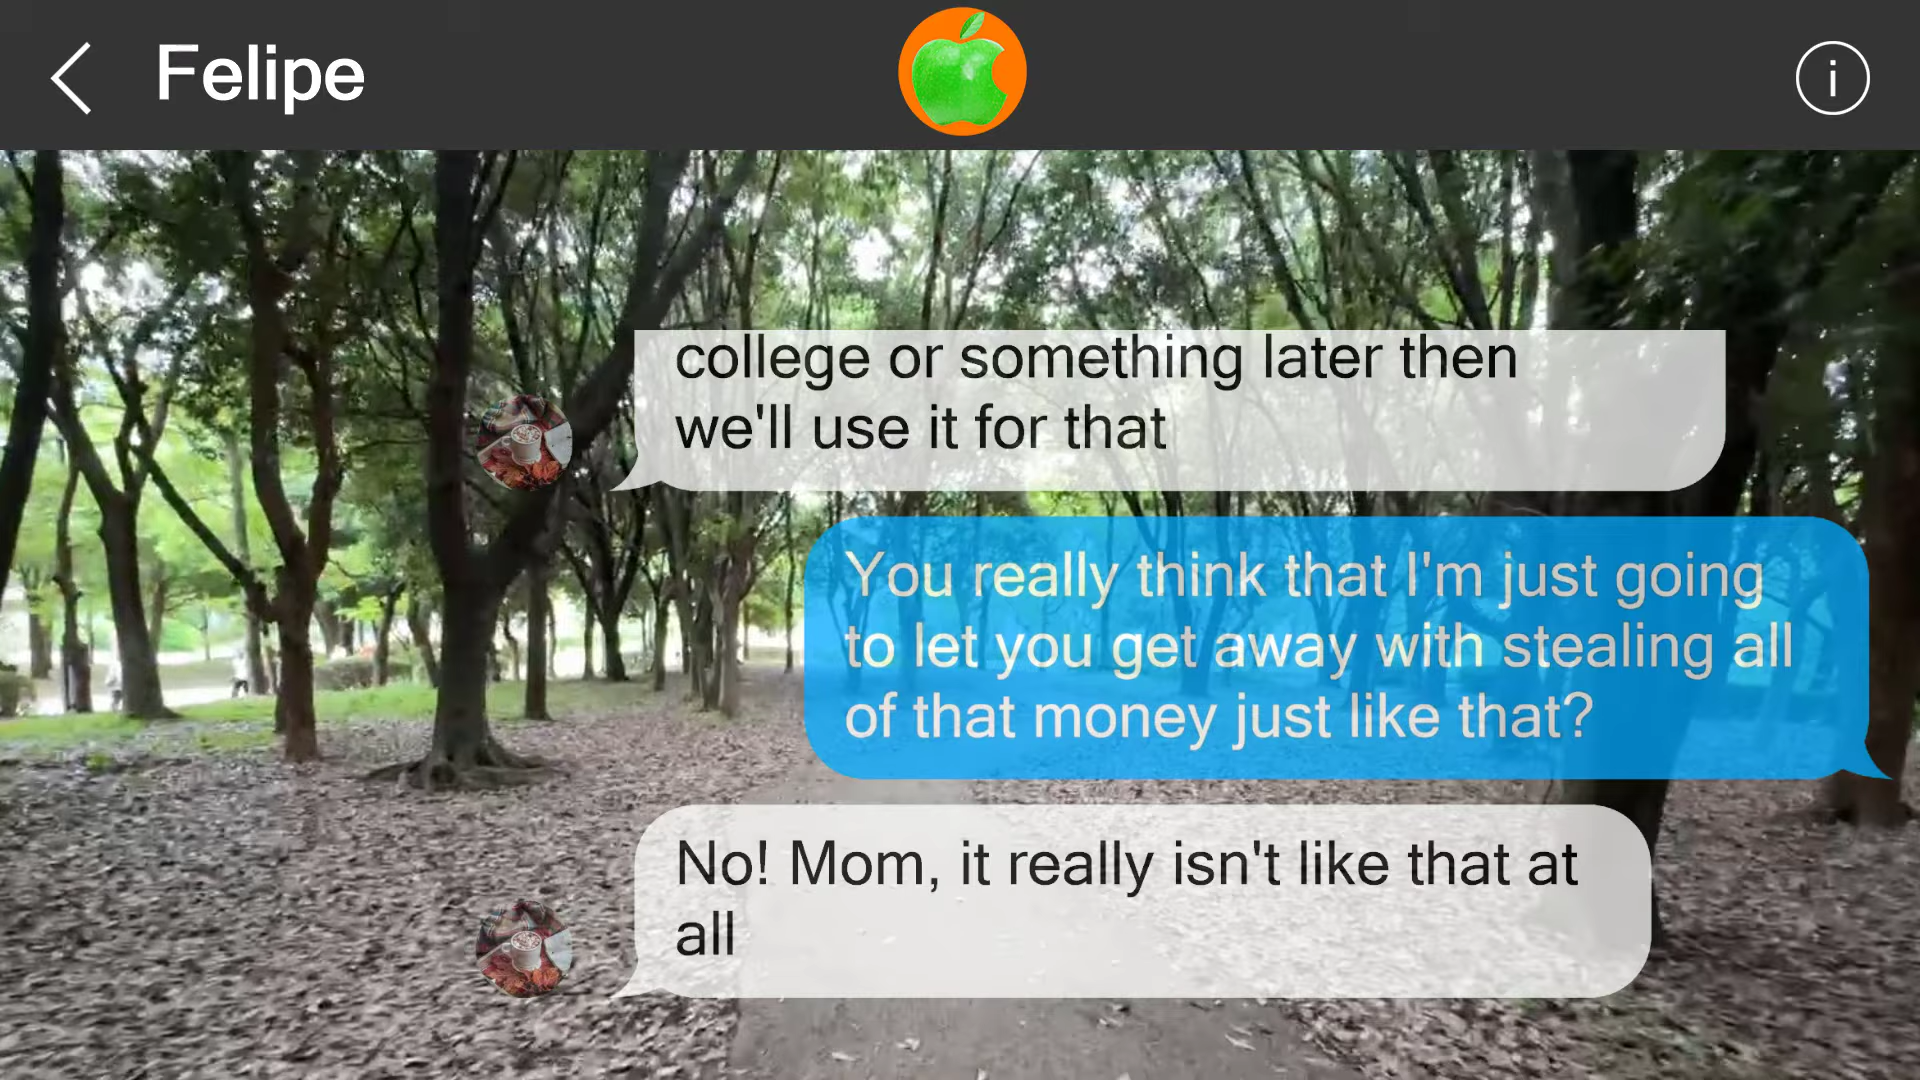 Felipe
i
college or something later then
we'll use it for that
You really think that I'm just going
to let you get away with stealing all
of that money just like that?
No! Mom, it really isn't like that at
all